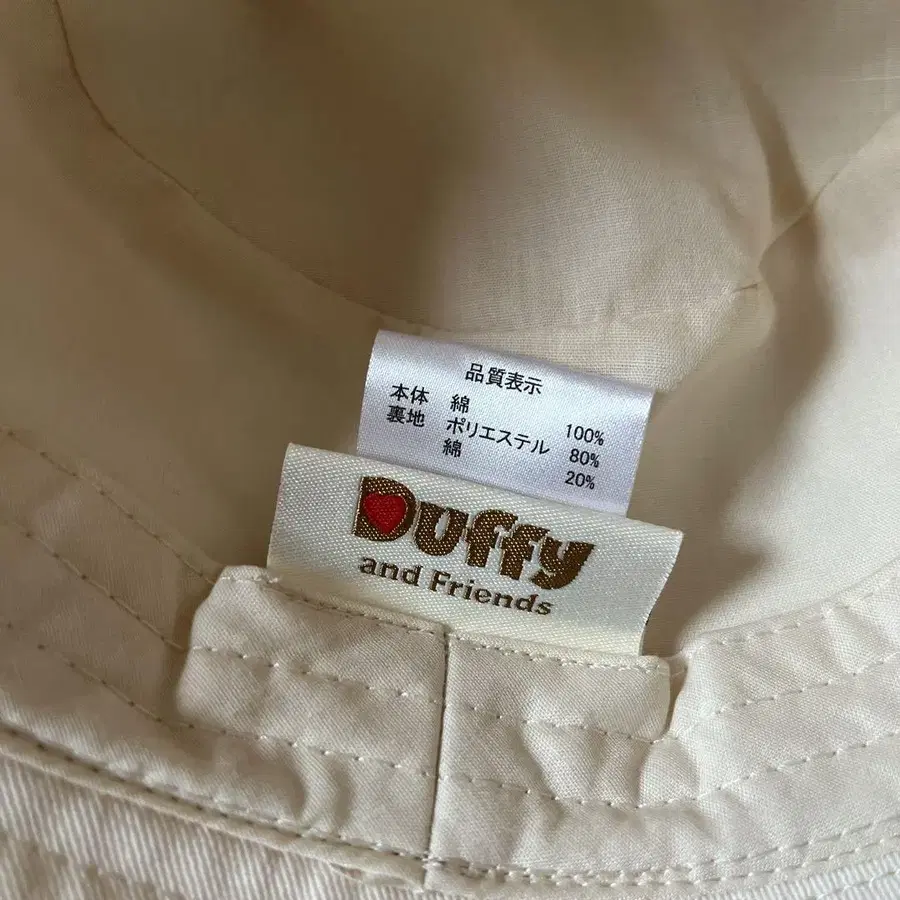 品質表示
本体 綿 100%
裏地 ポリエステル 80%
綿 20%
Duffy
and Friends